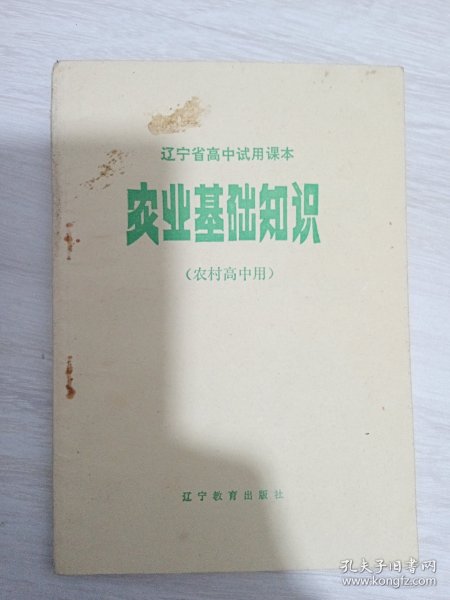 辽宁省高中试用课本
农业基础知识
（农村高中用）
辽宁教育出版社
孔夫子旧书网
www.kongfz.com